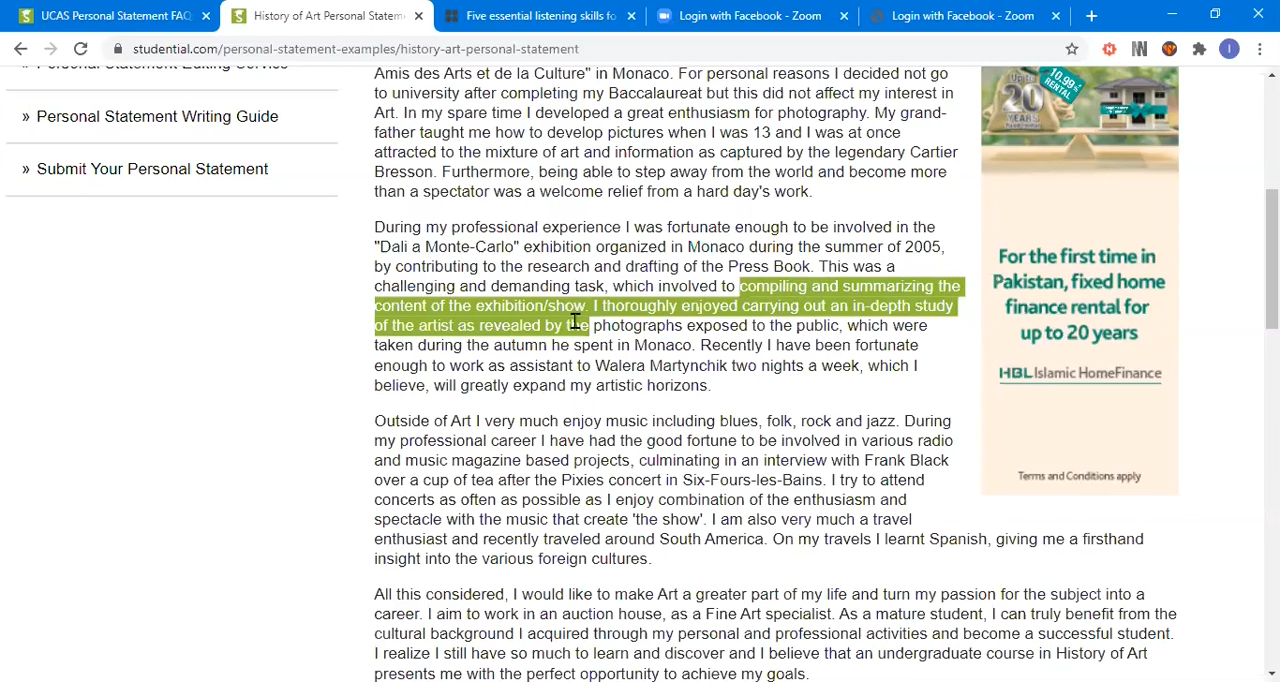 UCAS Personal Statement FAQ
History of Art Personal Stateme
Five essential listening skills fo
Login with Facebook - Zoom
Login with Facebook - Zoom
studential.com/personal-statement-examples/history-art-personal-statement
Personal Statement Editing Service
» Personal Statement Writing Guide
» Submit Your Personal Statement
Amis des Arts et de la Culture" in Monaco. For personal reasons I decided not go
to university after completing my Baccalaureat but this did not affect my interest in
Art. In my spare time I developed a great enthusiasm for photography. My grand-
father taught me how to develop pictures when I was 13 and I was at once
attracted to the mixture of art and information as captured by the legendary Cartier
Bresson. Furthermore, being able to step away from the world and become more
than a spectator was a welcome relief from a hard day's work.
During my professional experience I was fortunate enough to be involved in the
"Dali a Monte-Carlo" exhibition organized in Monaco during the summer of 2005,
by contributing to the research and drafting of the Press Book. This was a
challenging and demanding task, which involved to compiling and summarizing the
content of the exhibition/show. I thoroughly enjoyed carrying out an in-depth study
of the artist as revealed by the photographs exposed to the public, which were
taken during the autumn he spent in Monaco. Recently I have been fortunate
enough to work as assistant to Walera Martynchik two nights a week, which I
believe, will greatly expand my artistic horizons.
Outside of Art I very much enjoy music including blues, folk, rock and jazz. During
my professional career I have had the good fortune to be involved in various radio
and music magazine based projects, culminating in an interview with Frank Black
over a cup of tea after the Pixies concert in Six-Fours-les-Bains. I try to attend
concerts as often as possible as I enjoy combination of the enthusiasm and
spectacle with the music that create 'the show'. I am also very much a travel
enthusiast and recently traveled around South America. On my travels I learnt Spanish, giving me a firsthand
insight into the various foreign cultures.
All this considered, I would like to make Art a greater part of my life and turn my passion for the subject into a
career. I aim to work in an auction house, as a Fine Art specialist. As a mature student, I can truly benefit from the
cultural background I acquired through my personal and professional activities and become a successful student.
I realize I still have so much to learn and discover and I believe that an undergraduate course in History of Art
presents me with the perfect opportunity to achieve my goals.
Up to
20
YEARS
10.99%
RENTAL
For the first time in
Pakistan, fixed home
finance rental for
up to 20 years
HBL Islamic HomeFinance
Terms and Conditions apply